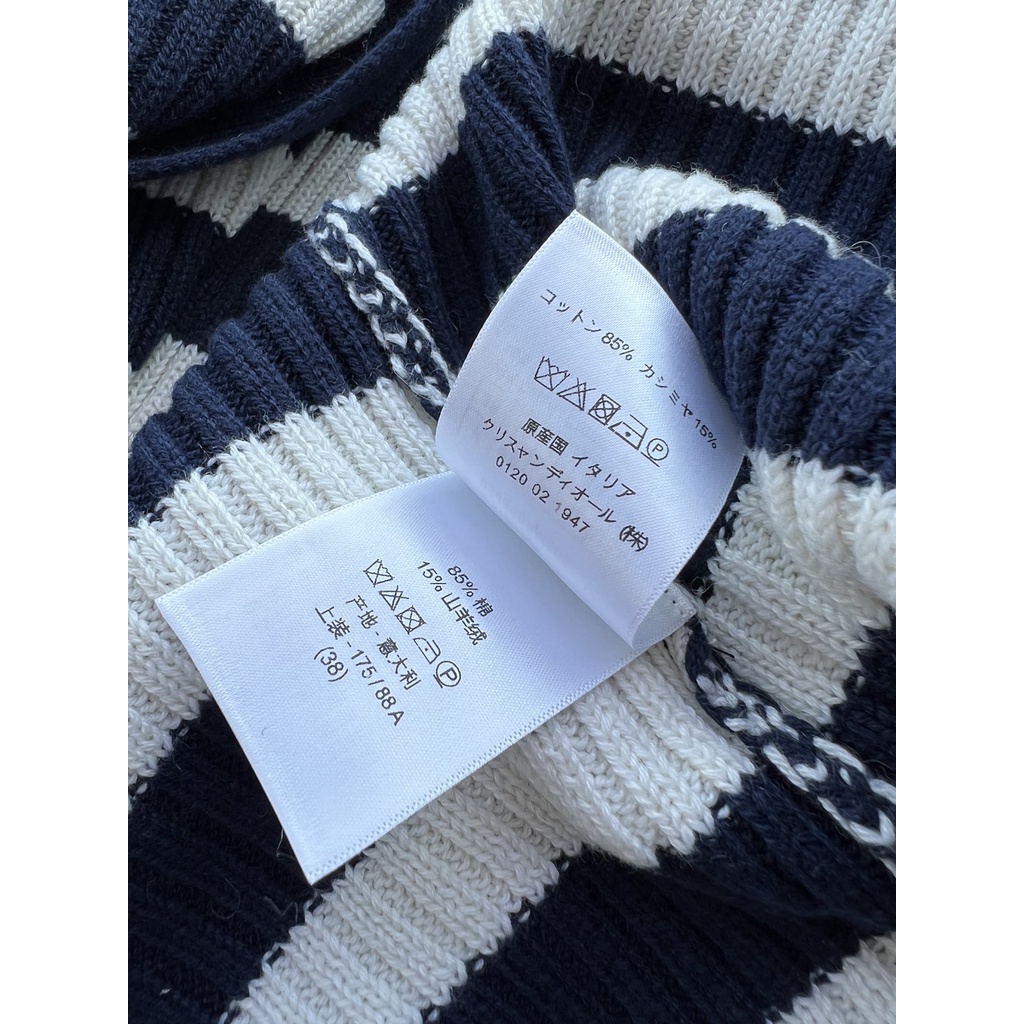 コットン85% カシミヤ15%
P
原産国 イタリア
クリスチャンディオール (株)
0120 02 1947
85% 棉
15% 山羊绒
P
产地 - 意大利
上装 - 175 / 88A
(38)